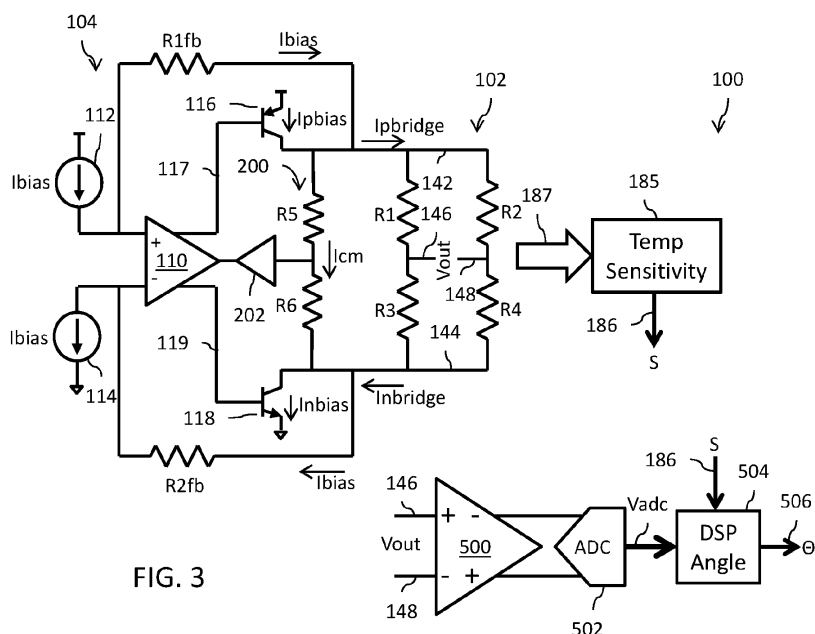 104
R1fb
Ibias
102
100
116
Ipbias
Ipbridge
112
Ibias
117
200
142
146
R5
R1
R2
187
185
Temp
Sensitivity
+
110
-
Icm
Vout
202
R6
R3
148
R4
186
S
Ibias
119
144
114
118
Inbias
Inbridge
R2fb
Ibias
S
186
504
146
+
-
Vadc
506
Vout
500
ADC
DSP
Angle
Θ
-
+
148
502
FIG. 3